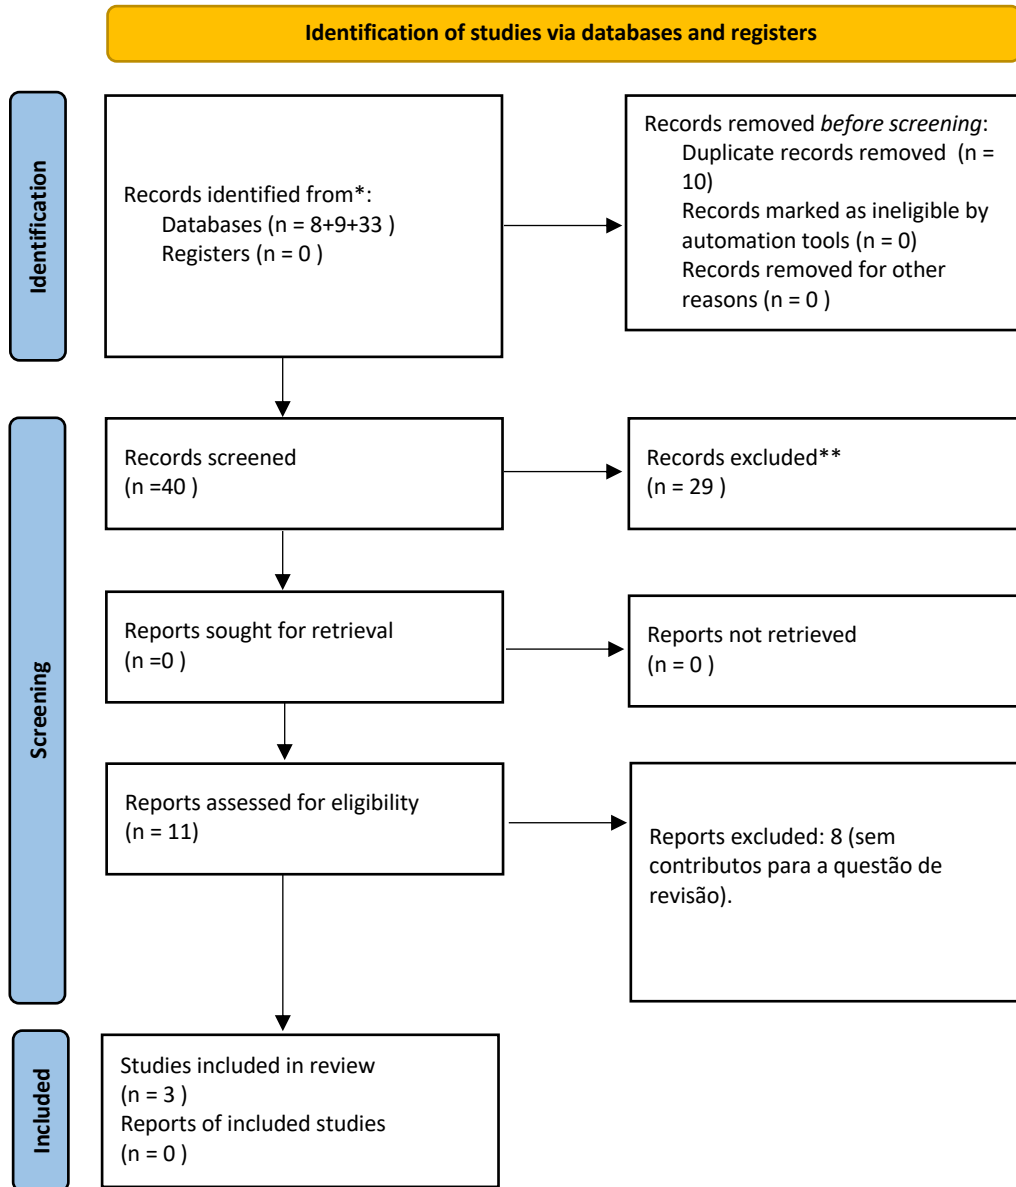 Identification of studies via databases and registers
Identification
Records identified from*:
Databases (n = 8+9+33 )
Registers (n = 0 )
Records removed before screening:
Duplicate records removed (n =
10)
Records marked as ineligible by
automation tools (n = 0)
Records removed for other
reasons (n = 0 )
Screening
Records screened
(n =40 )
Records excluded**
(n = 29 )
Reports sought for retrieval
(n =0 )
Reports not retrieved
(n = 0 )
Reports assessed for eligibility
(n = 11)
Reports excluded: 8 (sem
contributos para a questão de
revisão).
Included
Studies included in review
(n = 3 )
Reports of included studies
(n = 0 )